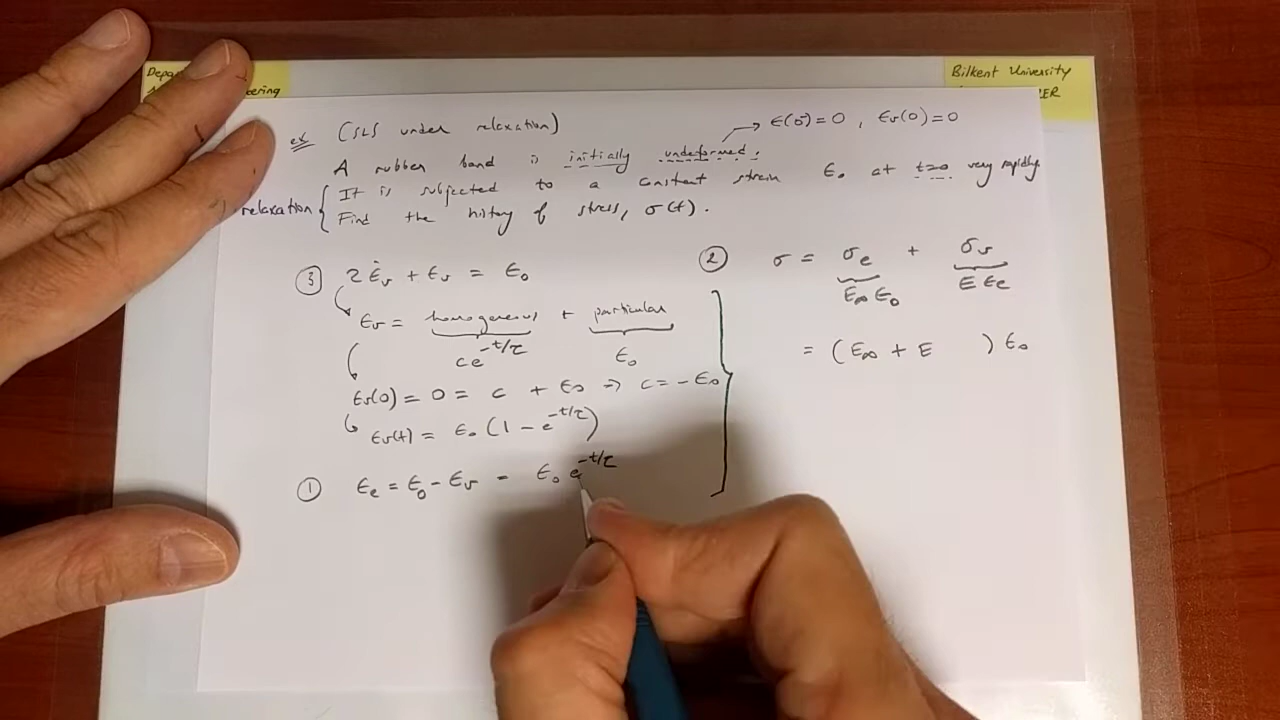 Bilkent University
ex (SLS under relaxation)
→ ϵ(0⁻)=0 , ϵv(0)=0
A rubber band is initially undeformed.
relaxation { It is subjected to a constant strain ϵ₀ at t=0 very rapidly.
Find the history of stress, σ(t).
③ τ ϵ̇v + ϵv = ϵ₀
ϵv = homogeneous + particular
ce^{-t/τ} ϵ₀
ϵv(0) = 0 = c + ϵ₀ → c = -ϵ₀
ϵv(t) = ϵ₀ (1 - e^{-t/τ})
① ϵe = ϵ₀ - ϵv = ϵ₀ e^{-t/τ}
② σ = σe + σv
E∞ ϵ₀ E ϵe
= (E∞ + E ) ϵ₀